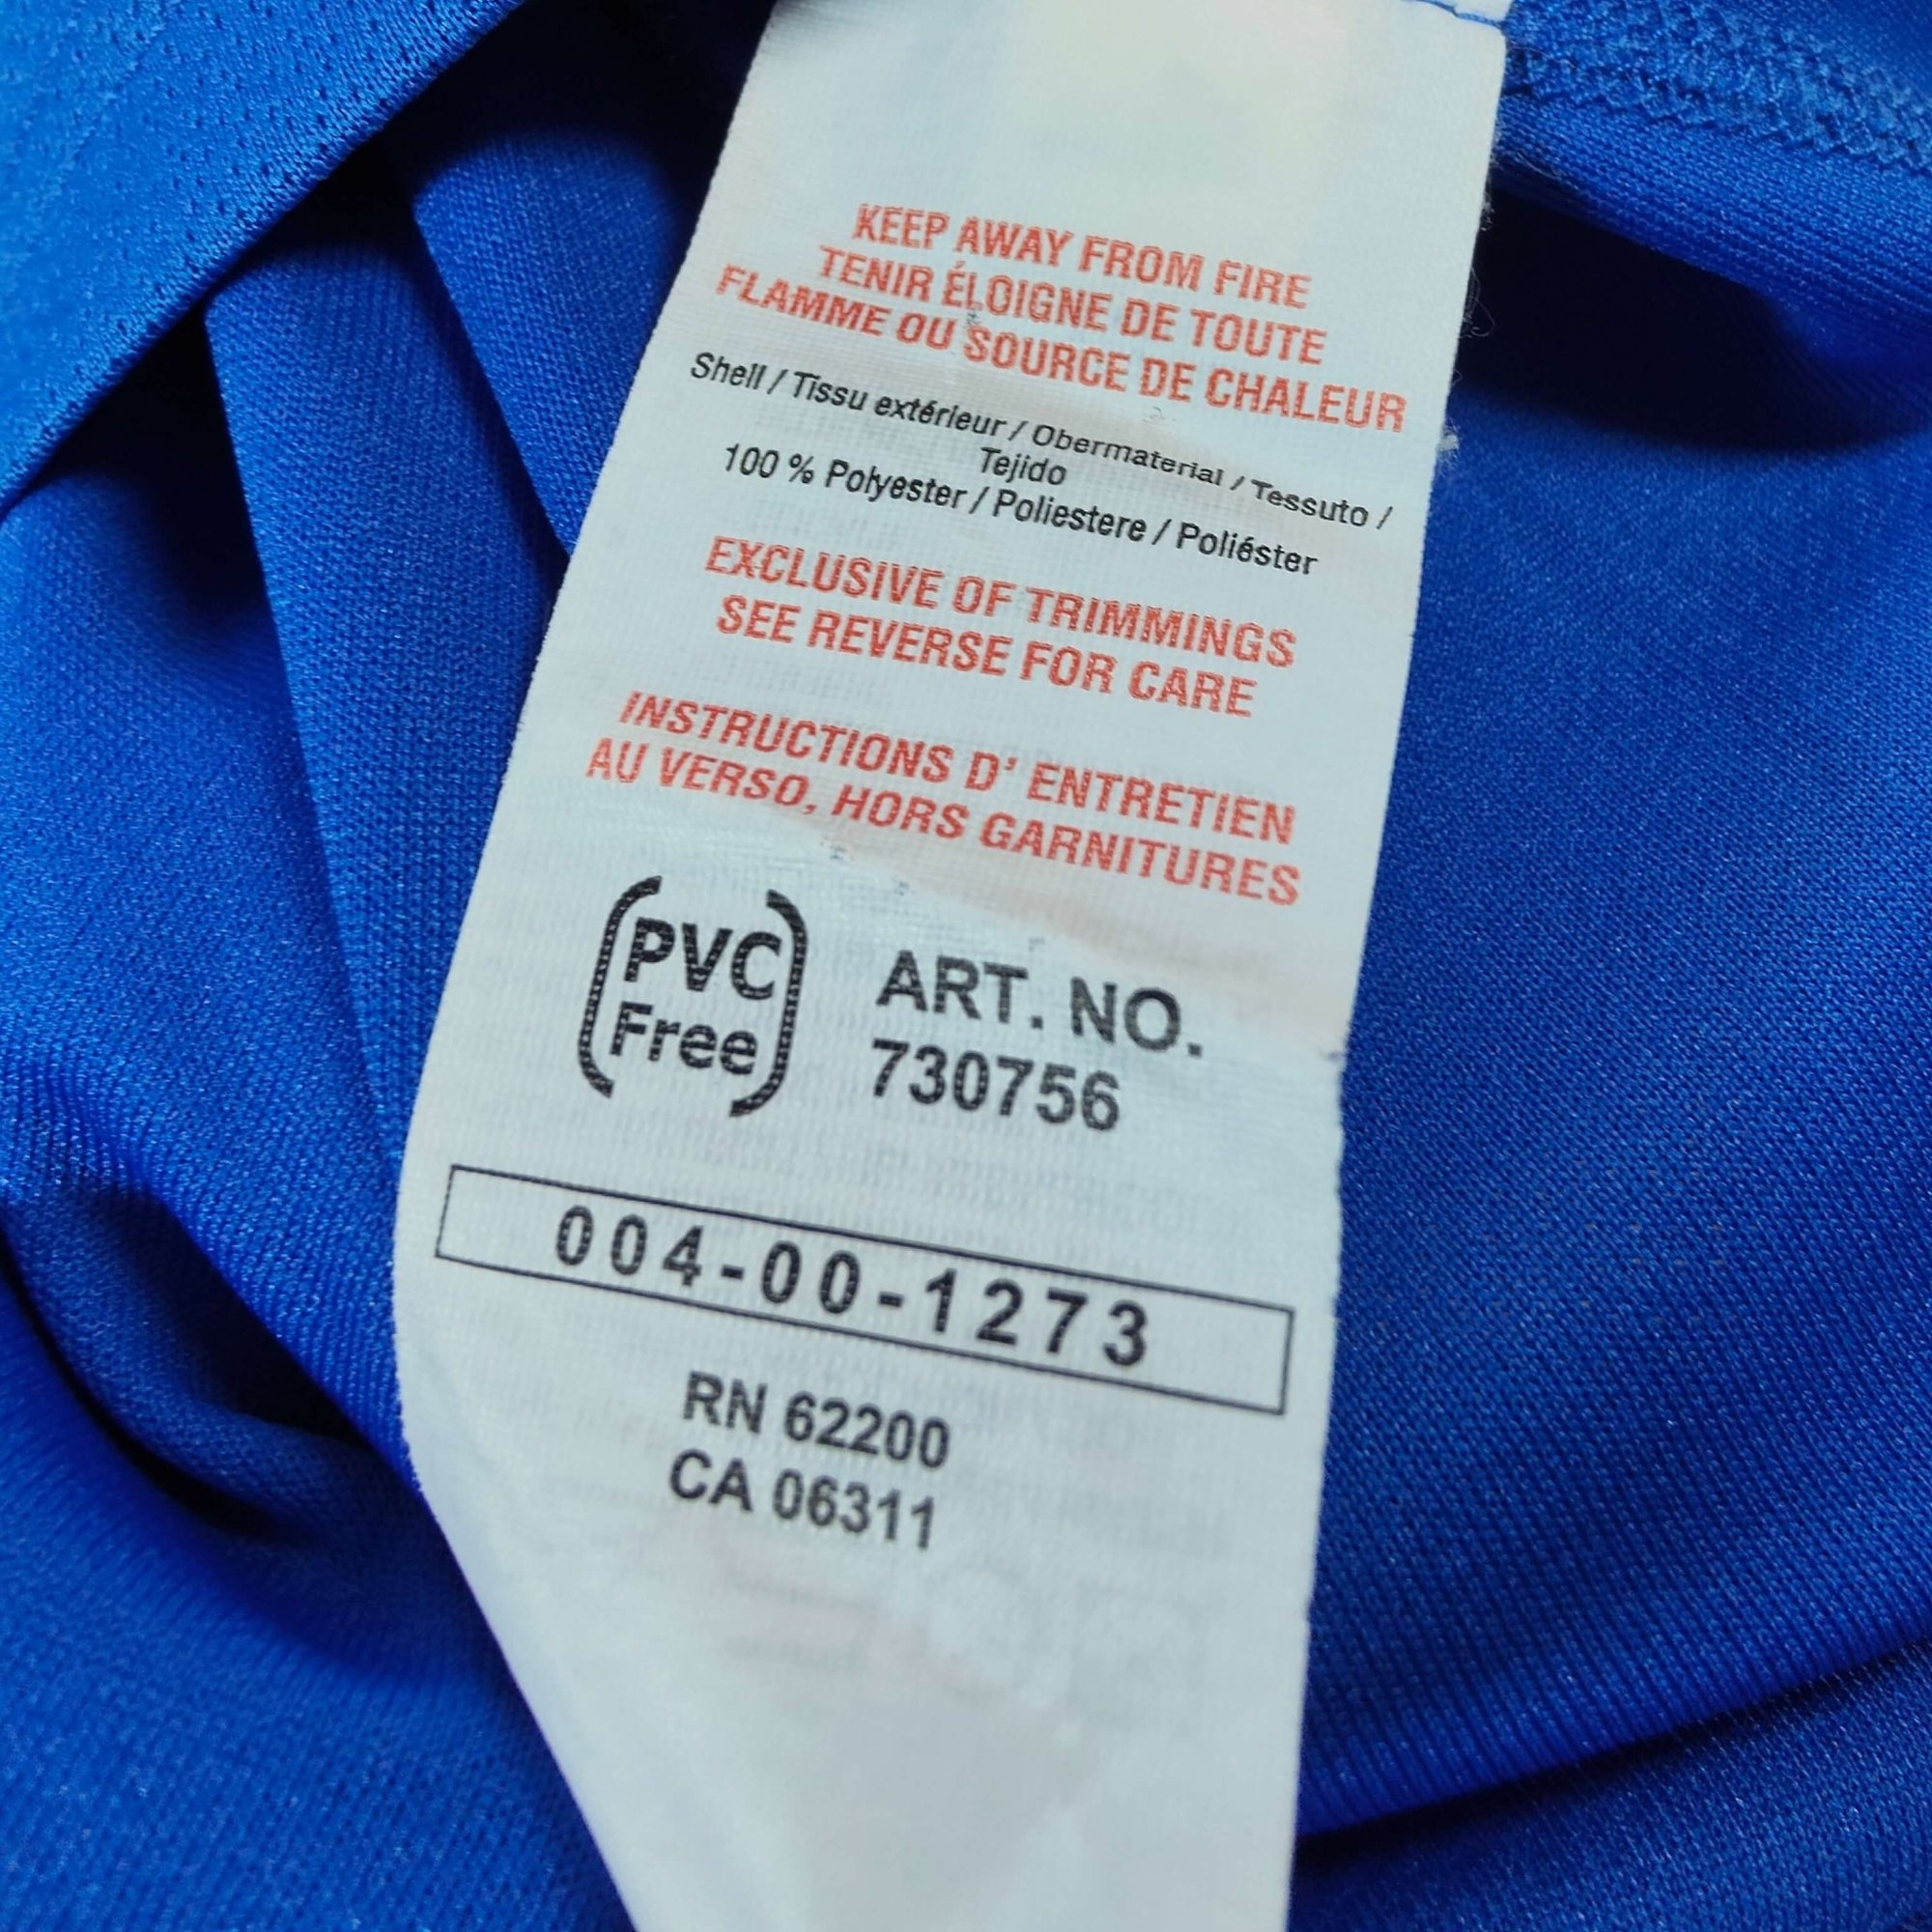 KEEP AWAY FROM FIRE
TENIR ÉLOIGNE DE TOUTE
FLAMME OU SOURCE DE CHALEUR
Shell / Tissu extérieur / Obermaterial / Tessuto /
Tejido
100 % Polyester / Poliestere / Poliéster
EXCLUSIVE OF TRIMMINGS
SEE REVERSE FOR CARE
INSTRUCTIONS D' ENTRETIEN
AU VERSO, HORS GARNITURES
PVC
Free
ART. NO.
730756
004-00-1273
RN 62200
CA 06311